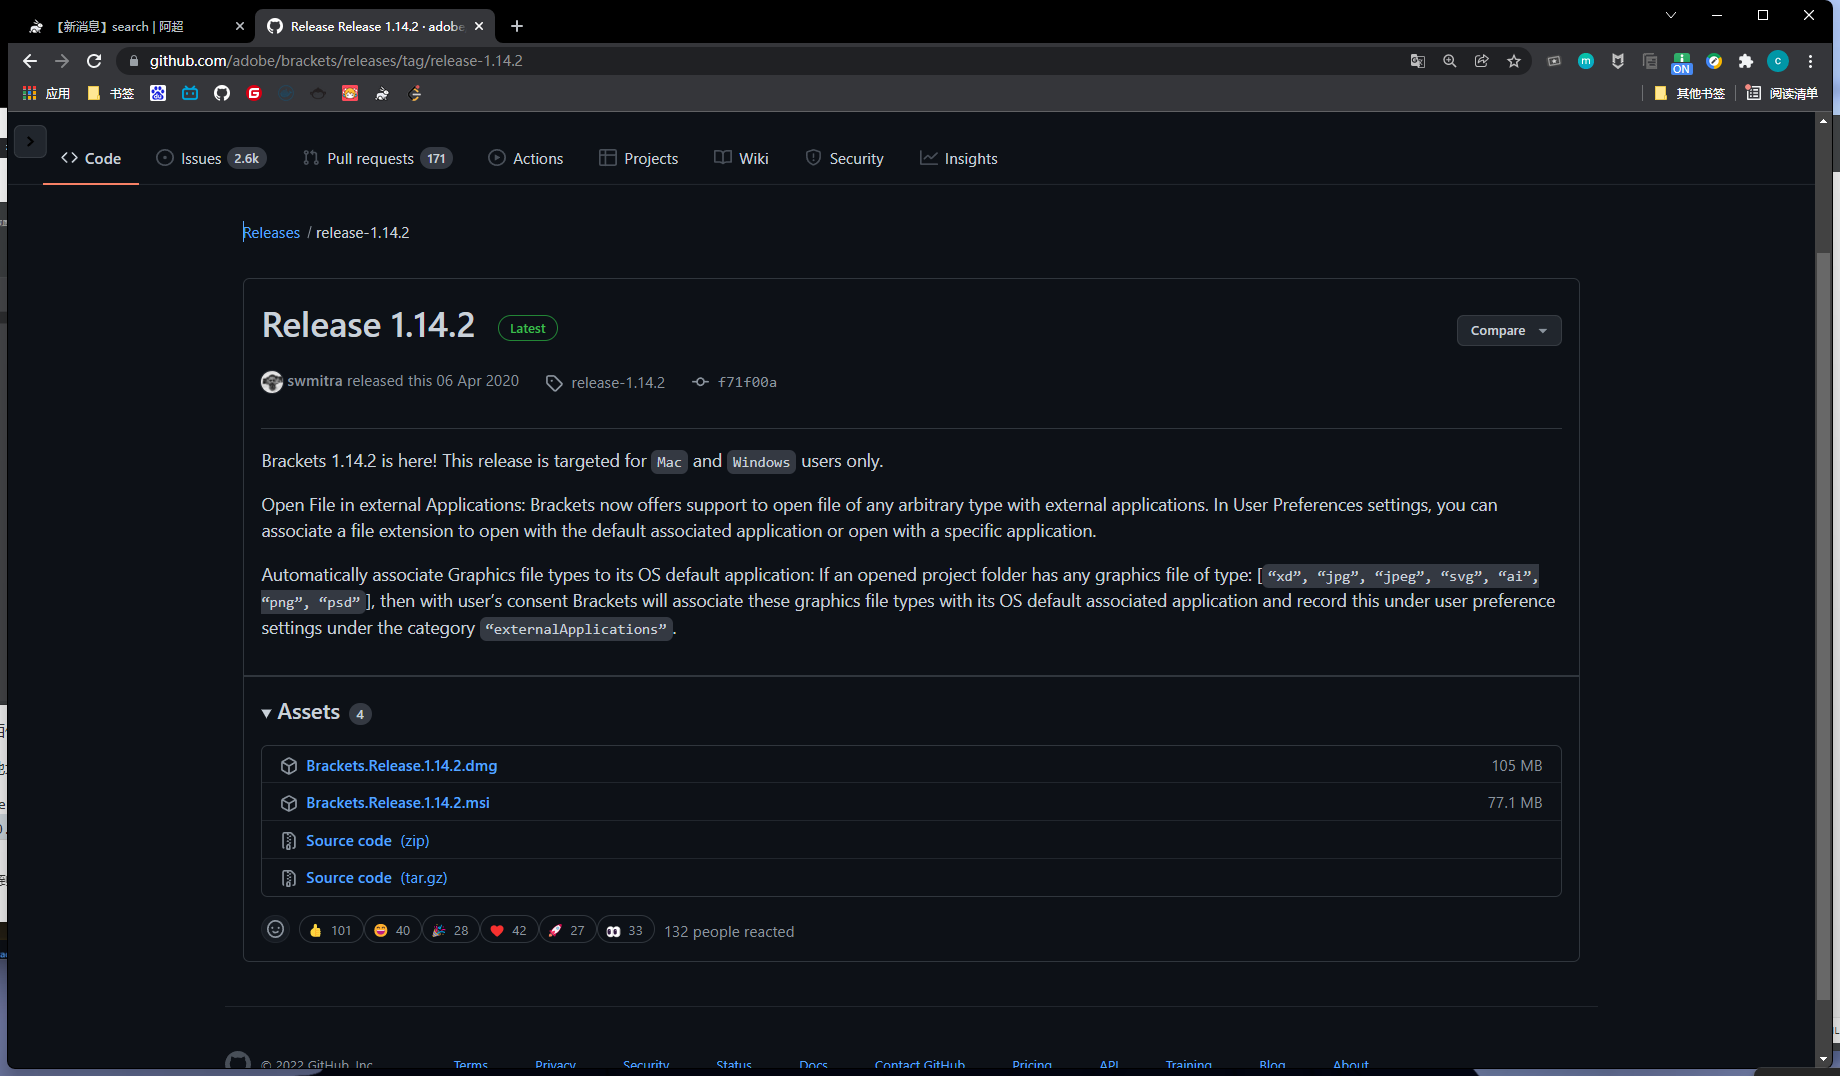 【新消息】search | 阿超
Release Release 1.14.2 · adobe
github.com/adobe/brackets/releases/tag/release-1.14.2
m
ON
c
应用
书签
G
其他书签
阅读清单
Code
Issues 2.6k
Pull requests 171
Actions
Projects
Wiki
Security
Insights
Releases / release-1.14.2
Release 1.14.2 Latest
Compare
swmitra released this 06 Apr 2020
release-1.14.2
f71f00a
Brackets 1.14.2 is here! This release is targeted for Mac and Windows users only.
Open File in external Applications: Brackets now offers support to open file of any arbitrary type with external applications. In User Preferences settings, you can
associate a file extension to open with the default associated application or open with a specific application.
Automatically associate Graphics file types to its OS default application: If an opened project folder has any graphics file of type: [ “xd”, “jpg”, “jpeg”, “svg”, “ai”,
“png”, “psd” ], then with user’s consent Brackets will associate these graphics file types with its OS default associated application and record this under user preference
settings under the category “externalApplications”.
Assets 4
Brackets.Release.1.14.2.dmg 105 MB
Brackets.Release.1.14.2.msi 77.1 MB
Source code (zip)
Source code (tar.gz)
101 40 28 42 27 33 132 people reacted
© 2022 GitHub, Inc. Terms Privacy Security Status Docs Contact GitHub Pricing API Training Blog About